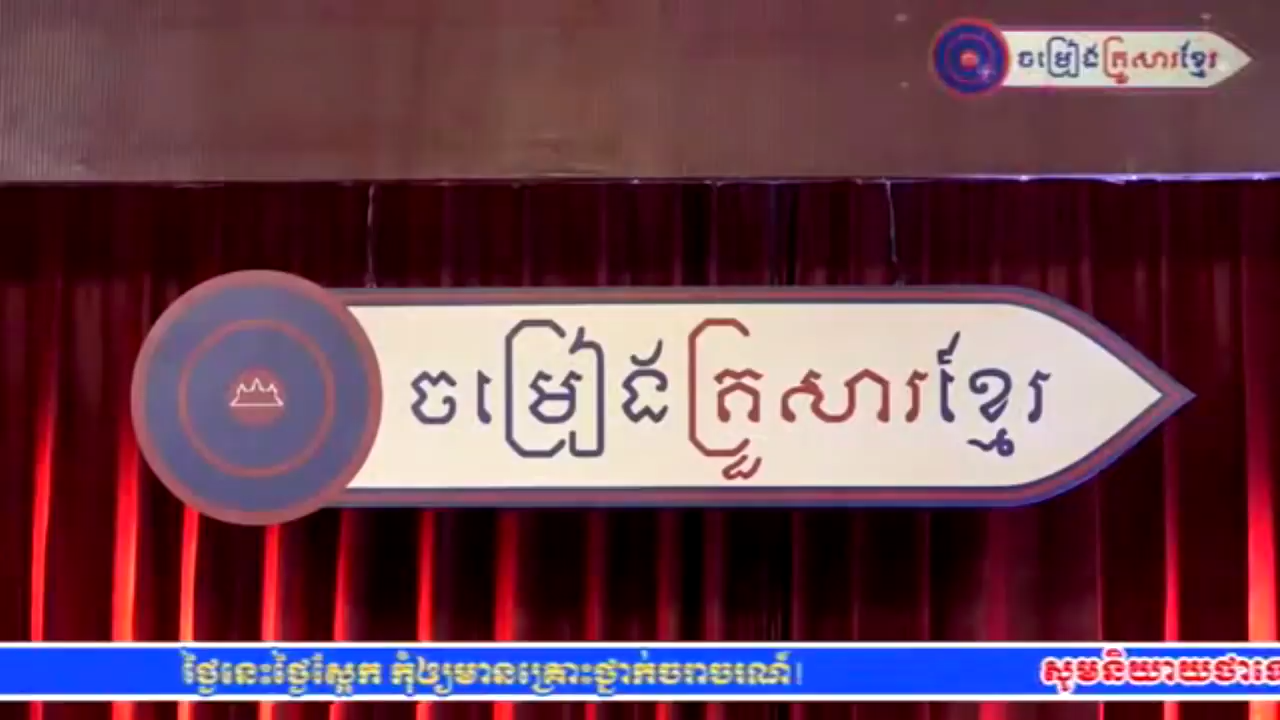 ចម្រៀងគ្រួសារខ្មែរ
ចម្រៀងគ្រួសារខ្មែរ
ថ្ងៃនេះថ្ងៃស្អែក កុំឲ្យមានគ្រោះថ្នាក់ចរាចរណ៍!
សូមនិយាយថាទេ